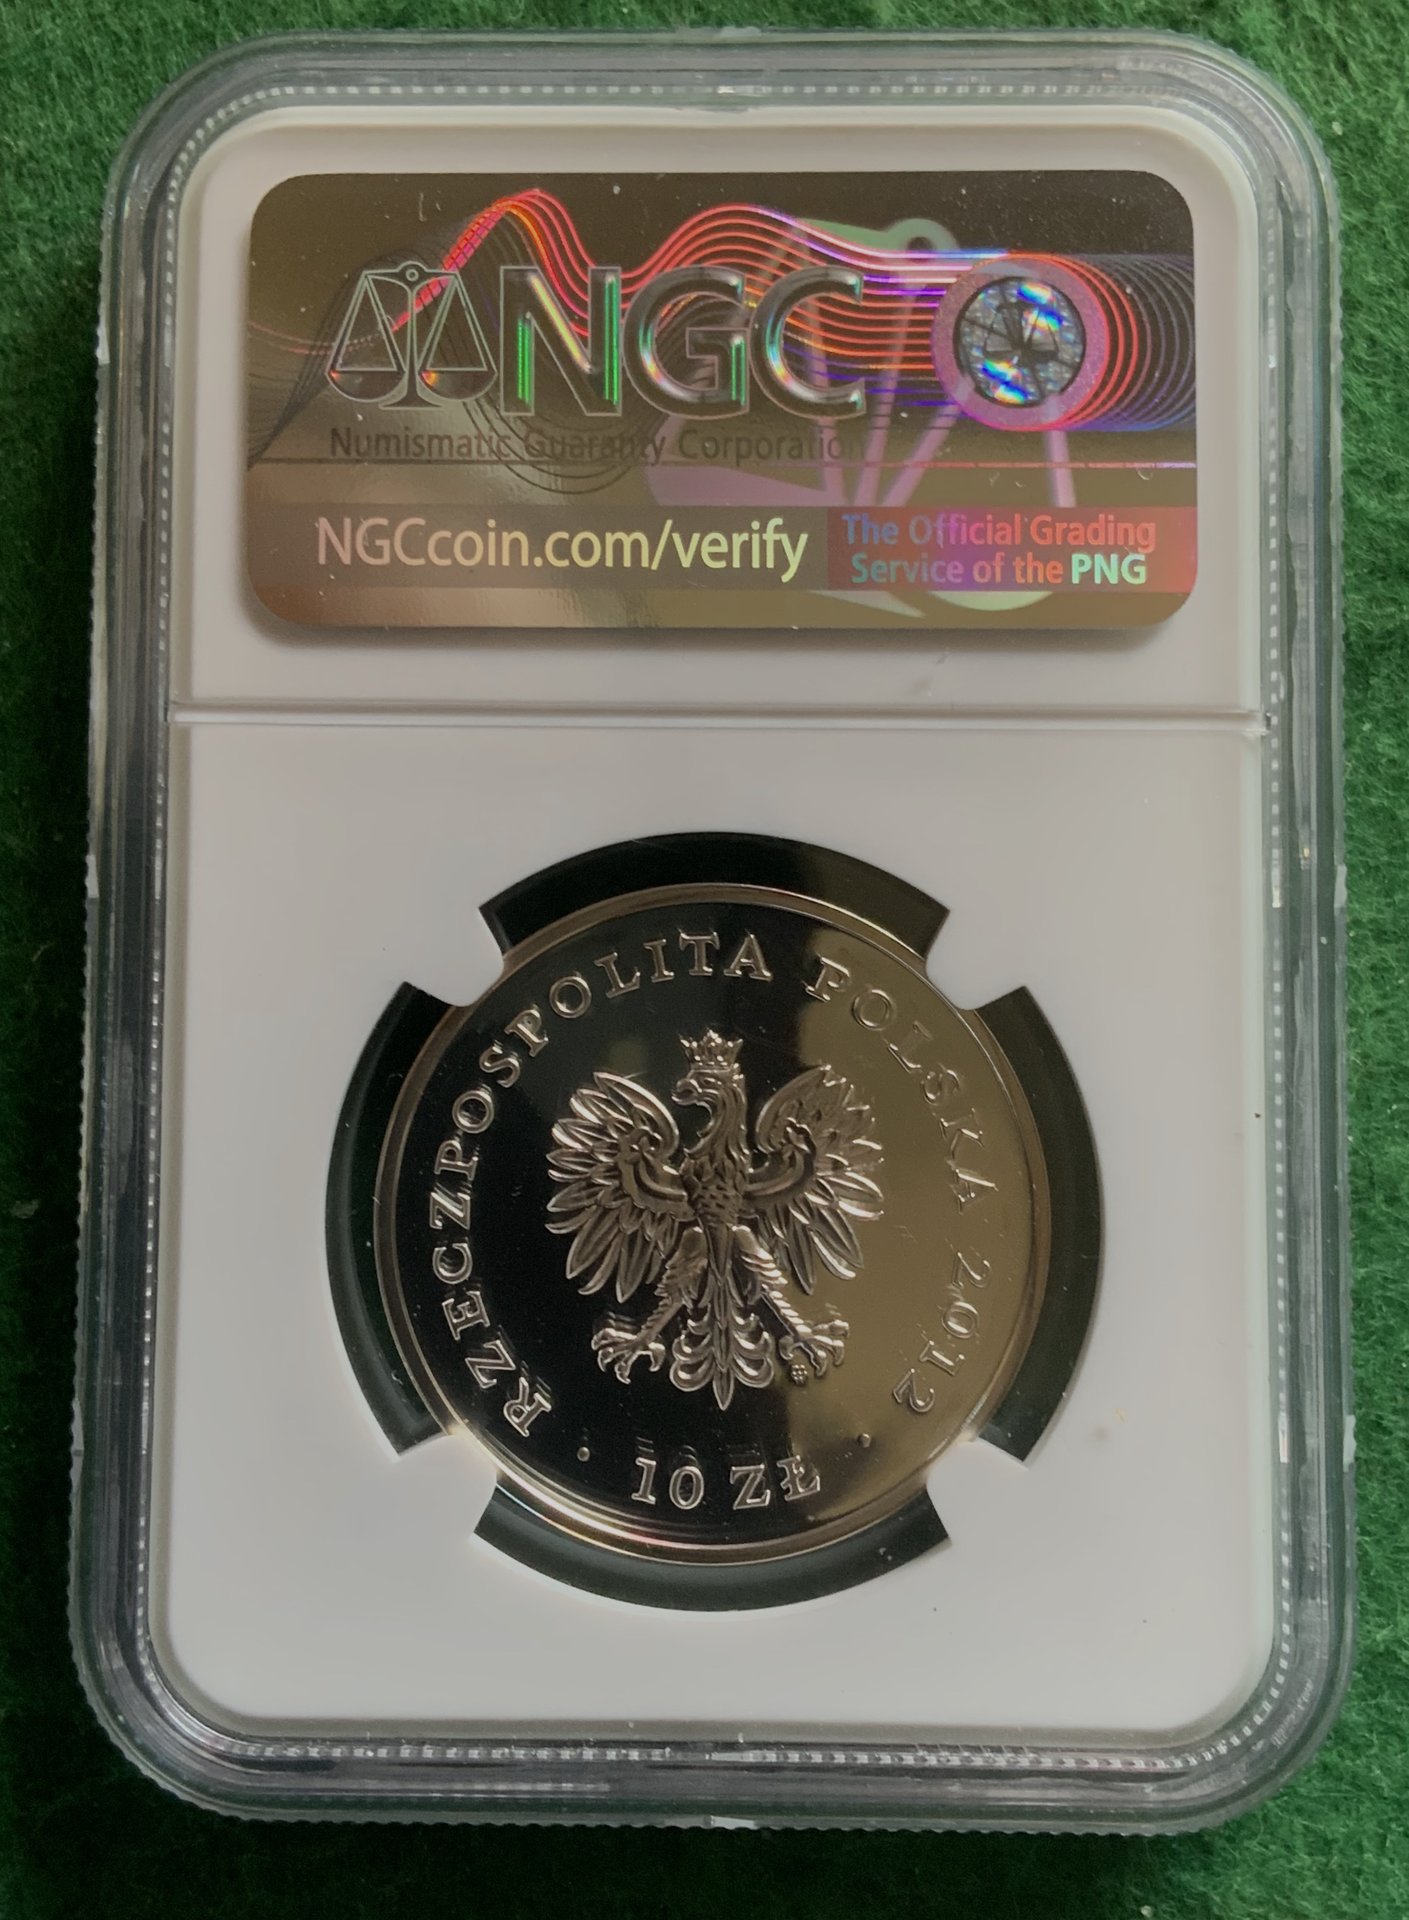 NGC
Numismatic Guaranty Corporation
NGCcoin.com/verify
The Official Grading
Service of the PNG
RZECZPOSPOLITA POLSKA 2012
· 10 ZŁ ·